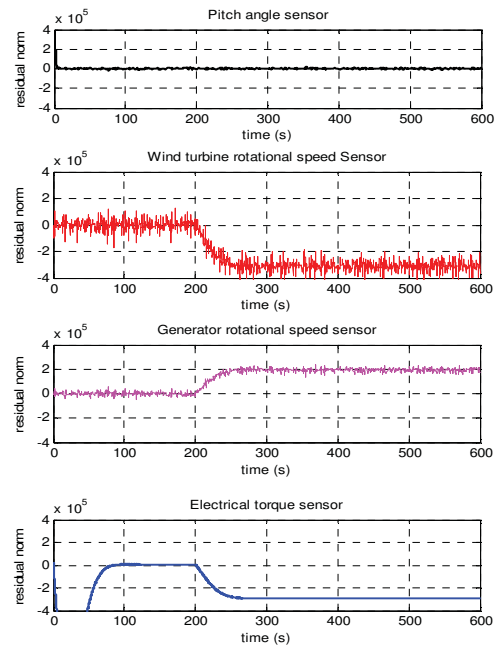 Pitch angle sensor
x 10^5
residual norm
4
2
0
-2
-4
0 100 200 300 400 500 600
time (s)
Wind turbine rotational speed Sensor
x 10^5
residual norm
4
2
0
-2
-4
0 100 200 300 400 500 600
time (s)
Generator rotational speed sensor
x 10^5
residual norm
4
2
0
-2
-4
0 100 200 300 400 500 600
time (s)
Electrical torque sensor
x 10^5
residual norm
4
2
0
-2
-4
0 100 200 300 400 500 600
time (s)